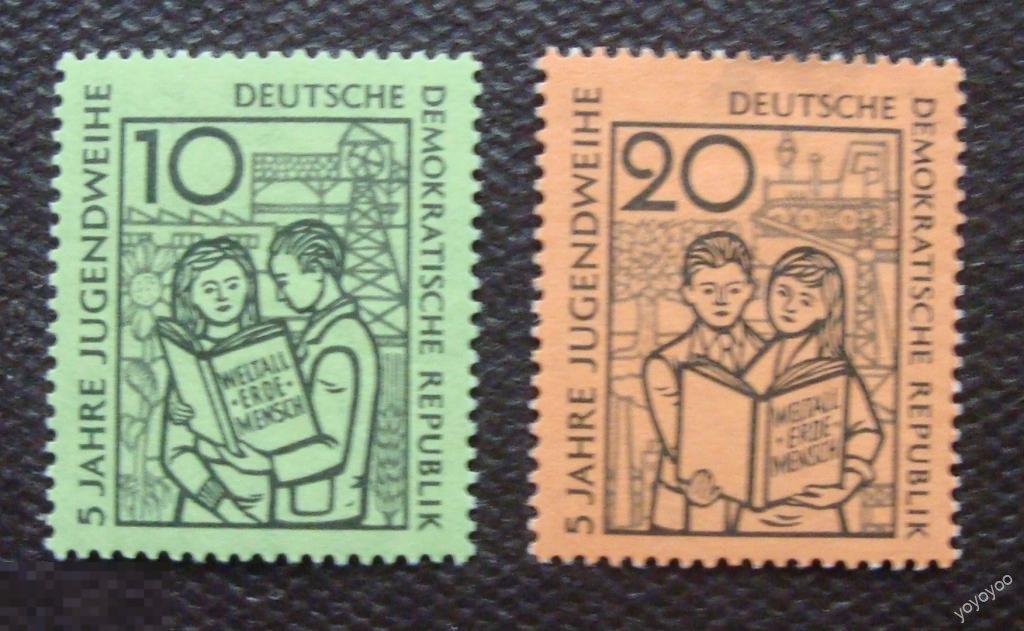 5 JAHRE JUGENDWEIHE
DEUTSCHE
DEMOKRATISCHE REPUBLIK
10
WELTALL
• ERDE •
MENSCH
5 JAHRE JUGENDWEIHE
DEUTSCHE
DEMOKRATISCHE REPUBLIK
20
WELTALL
• ERDE •
MENSCH
yoyoyoo